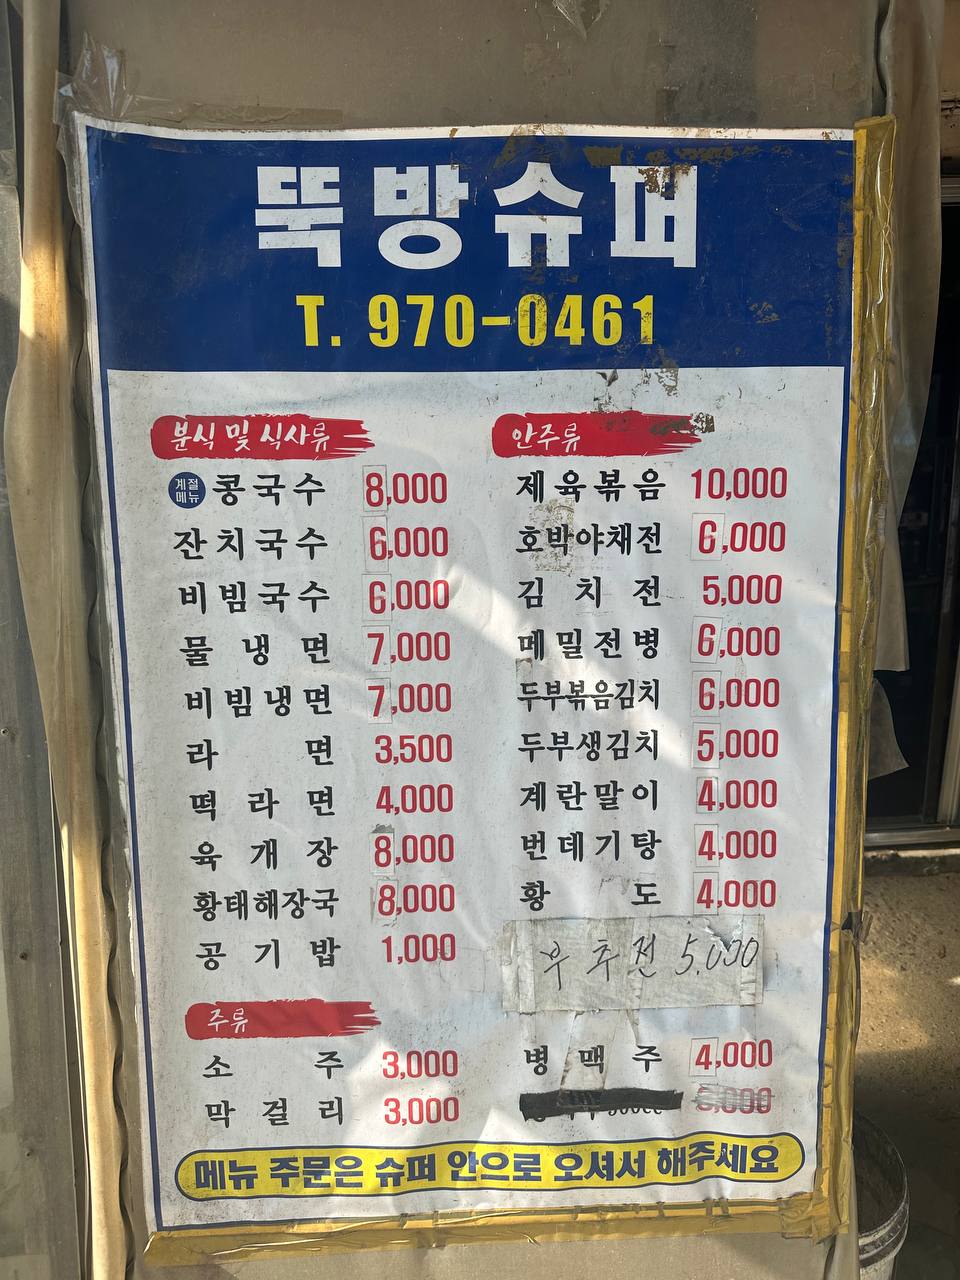 뚝방슈퍼
T. 970-0461
분식 및 식사류
계절메뉴 콩국수 8,000
잔치국수 6,000
비빔국수 6,000
물냉면 7,000
비빔냉면 7,000
라면 3,500
떡라면 4,000
육개장 8,000
황태해장국 8,000
공기밥 1,000
안주류
제육볶음 10,000
호박야채전 6,000
김치전 5,000
메밀전병 6,000
두부볶음김치 6,000
두부생김치 5,000
계란말이 4,000
번데기탕 4,000
황도 4,000
부추전 5.000
주류
소주 3,000
막걸리 3,000
병맥주 4,000
메뉴 주문은 슈퍼 안으로 오셔서 해주세요